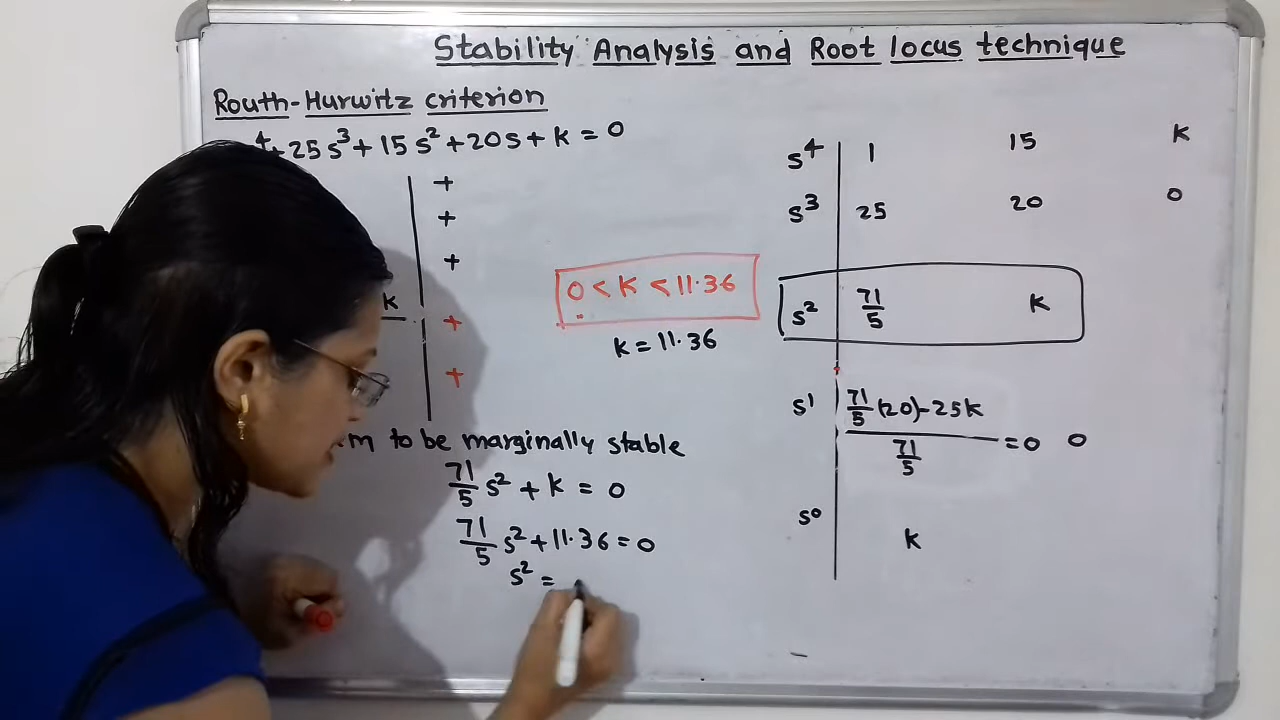 Stability Analysis and Root locus technique
Routh-Hurwitz criterion
⁴+25s³+15s²+20s+k=0
+
+
+
k
+
+
0<k<11.36
k=11.36
m to be marginally stable
71/5 s²+k=0
71/5 s²+11.36=0
s²=
s⁴ 1 15 k
s³ 25 20 0
s² 71/5 k
s¹ (71/5 (20)-25k)/(71/5) =0 0
s⁰ k